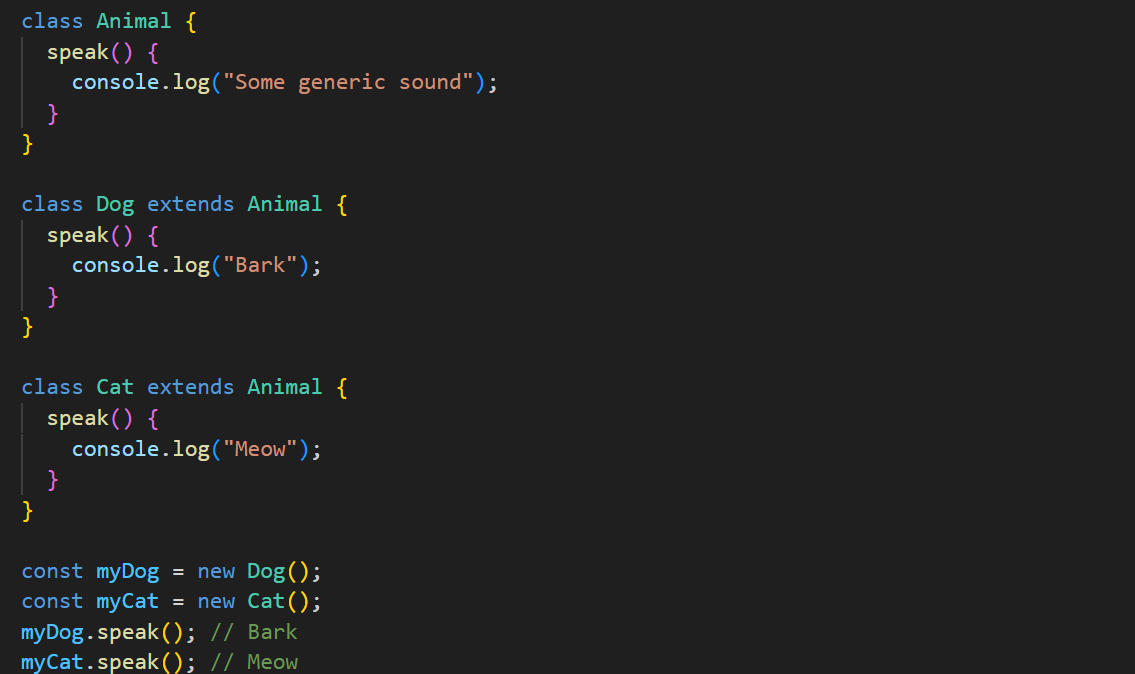 class Animal {
  speak() {
    console.log("Some generic sound");
  }
}

class Dog extends Animal {
  speak() {
    console.log("Bark");
  }
}

class Cat extends Animal {
  speak() {
    console.log("Meow");
  }
}

const myDog = new Dog();
const myCat = new Cat();
myDog.speak(); // Bark
myCat.speak(); // Meow